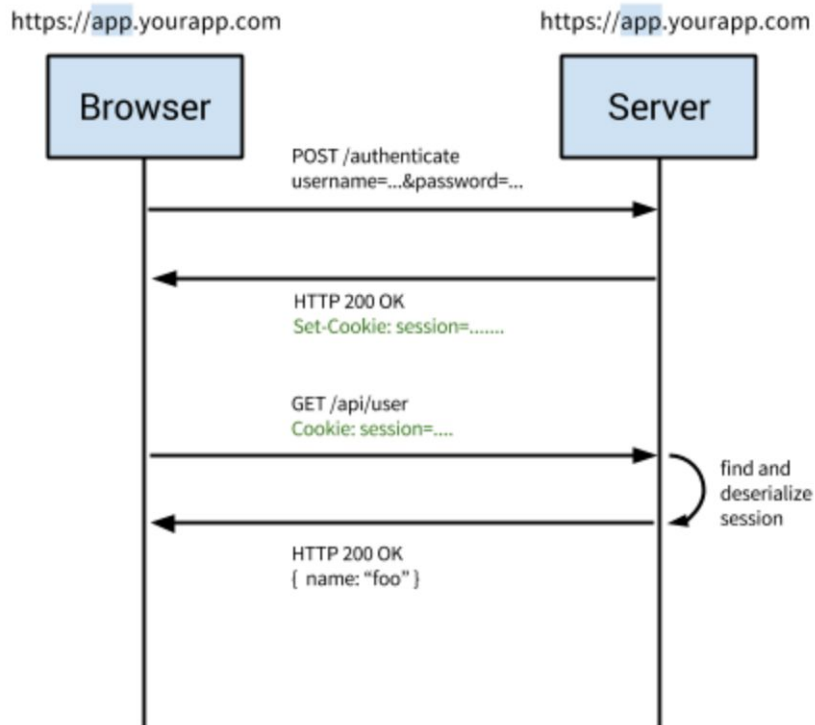 https://app.yourapp.com
https://app.yourapp.com
Browser
Server
POST /authenticate
username=...&password=...
HTTP 200 OK
Set-Cookie: session=.......
GET /api/user
Cookie: session=....
find and
deserialize
session
HTTP 200 OK
{ name: “foo” }